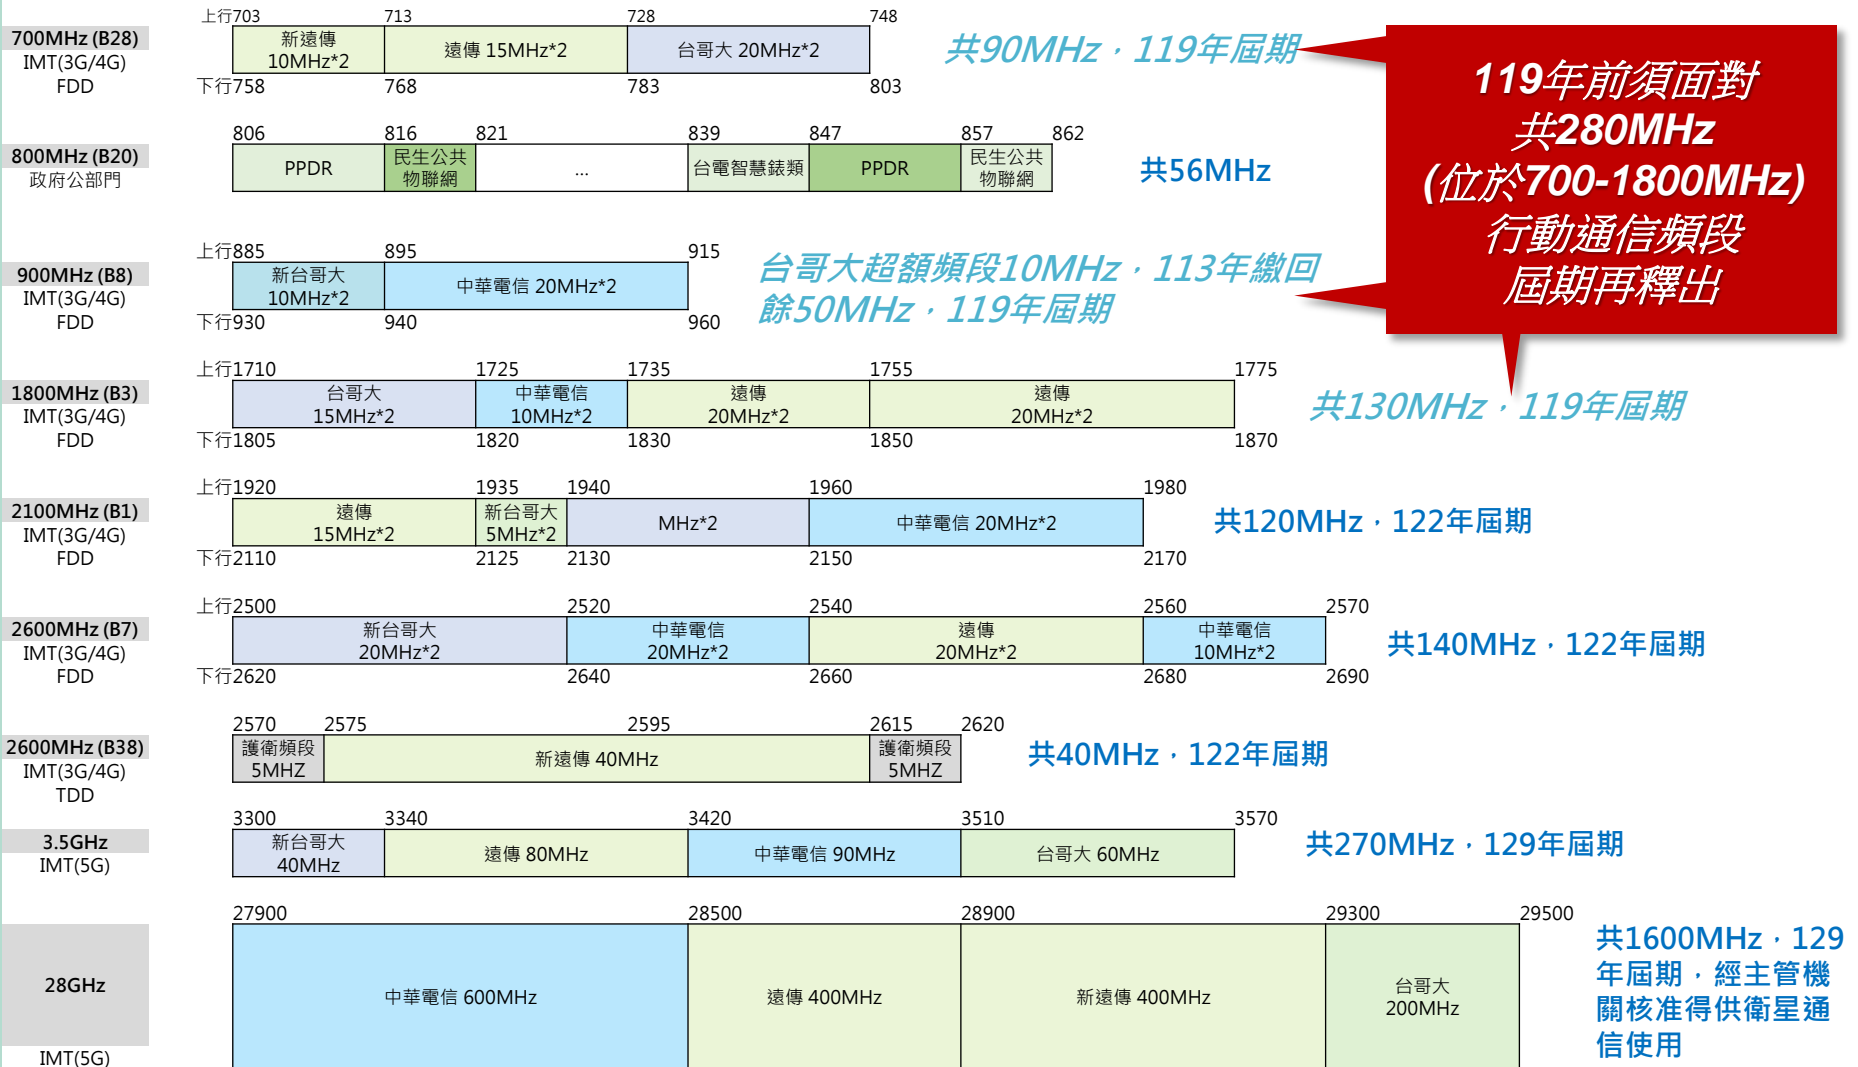 上行703 713 728 748
700MHz (B28)
IMT(3G/4G)
FDD
新遠傳
10MHz*2
遠傳 15MHz*2
台哥大 20MHz*2
下行758 768 783 803
共90MHz，119年屆期
119年前須面對
共280MHz
(位於700-1800MHz)
行動通信頻段
屆期再釋出
806 816 821 839 847 857 862
800MHz (B20)
政府公部門
PPDR
民生公共
物聯網
...
台電智慧錶類
PPDR
民生公共
物聯網
共56MHz
上行885 895 915
900MHz (B8)
IMT(3G/4G)
FDD
新台哥大
10MHz*2
中華電信 20MHz*2
下行930 940 960
台哥大超額頻段10MHz，113年繳回
餘50MHz，119年屆期
上行1710 1725 1735 1755 1775
1800MHz (B3)
IMT(3G/4G)
FDD
台哥大
15MHz*2
中華電信
10MHz*2
遠傳
20MHz*2
遠傳
20MHz*2
下行1805 1820 1830 1850 1870
共130MHz，119年屆期
上行1920 1935 1940 1960 1980
2100MHz (B1)
IMT(3G/4G)
FDD
遠傳
15MHz*2
新台哥大
5MHz*2
MHz*2
中華電信 20MHz*2
下行2110 2125 2130 2150 2170
共120MHz，122年屆期
上行2500 2520 2540 2560 2570
2600MHz (B7)
IMT(3G/4G)
FDD
新台哥大
20MHz*2
中華電信
20MHz*2
遠傳
20MHz*2
中華電信
10MHz*2
下行2620 2640 2660 2680 2690
共140MHz，122年屆期
2570 2575 2595 2615 2620
2600MHz (B38)
IMT(3G/4G)
TDD
護衛頻段
5MHZ
新遠傳 40MHz
護衛頻段
5MHZ
共40MHz，122年屆期
3300 3340 3420 3510 3570
3.5GHz
IMT(5G)
新台哥大
40MHz
遠傳 80MHz
中華電信 90MHz
台哥大 60MHz
共270MHz，129年屆期
27900 28500 28900 29300 29500
28GHz
IMT(5G)
中華電信 600MHz
遠傳 400MHz
新遠傳 400MHz
台哥大
200MHz
共1600MHz，129
年屆期，經主管機
關核准得供衛星通
信使用